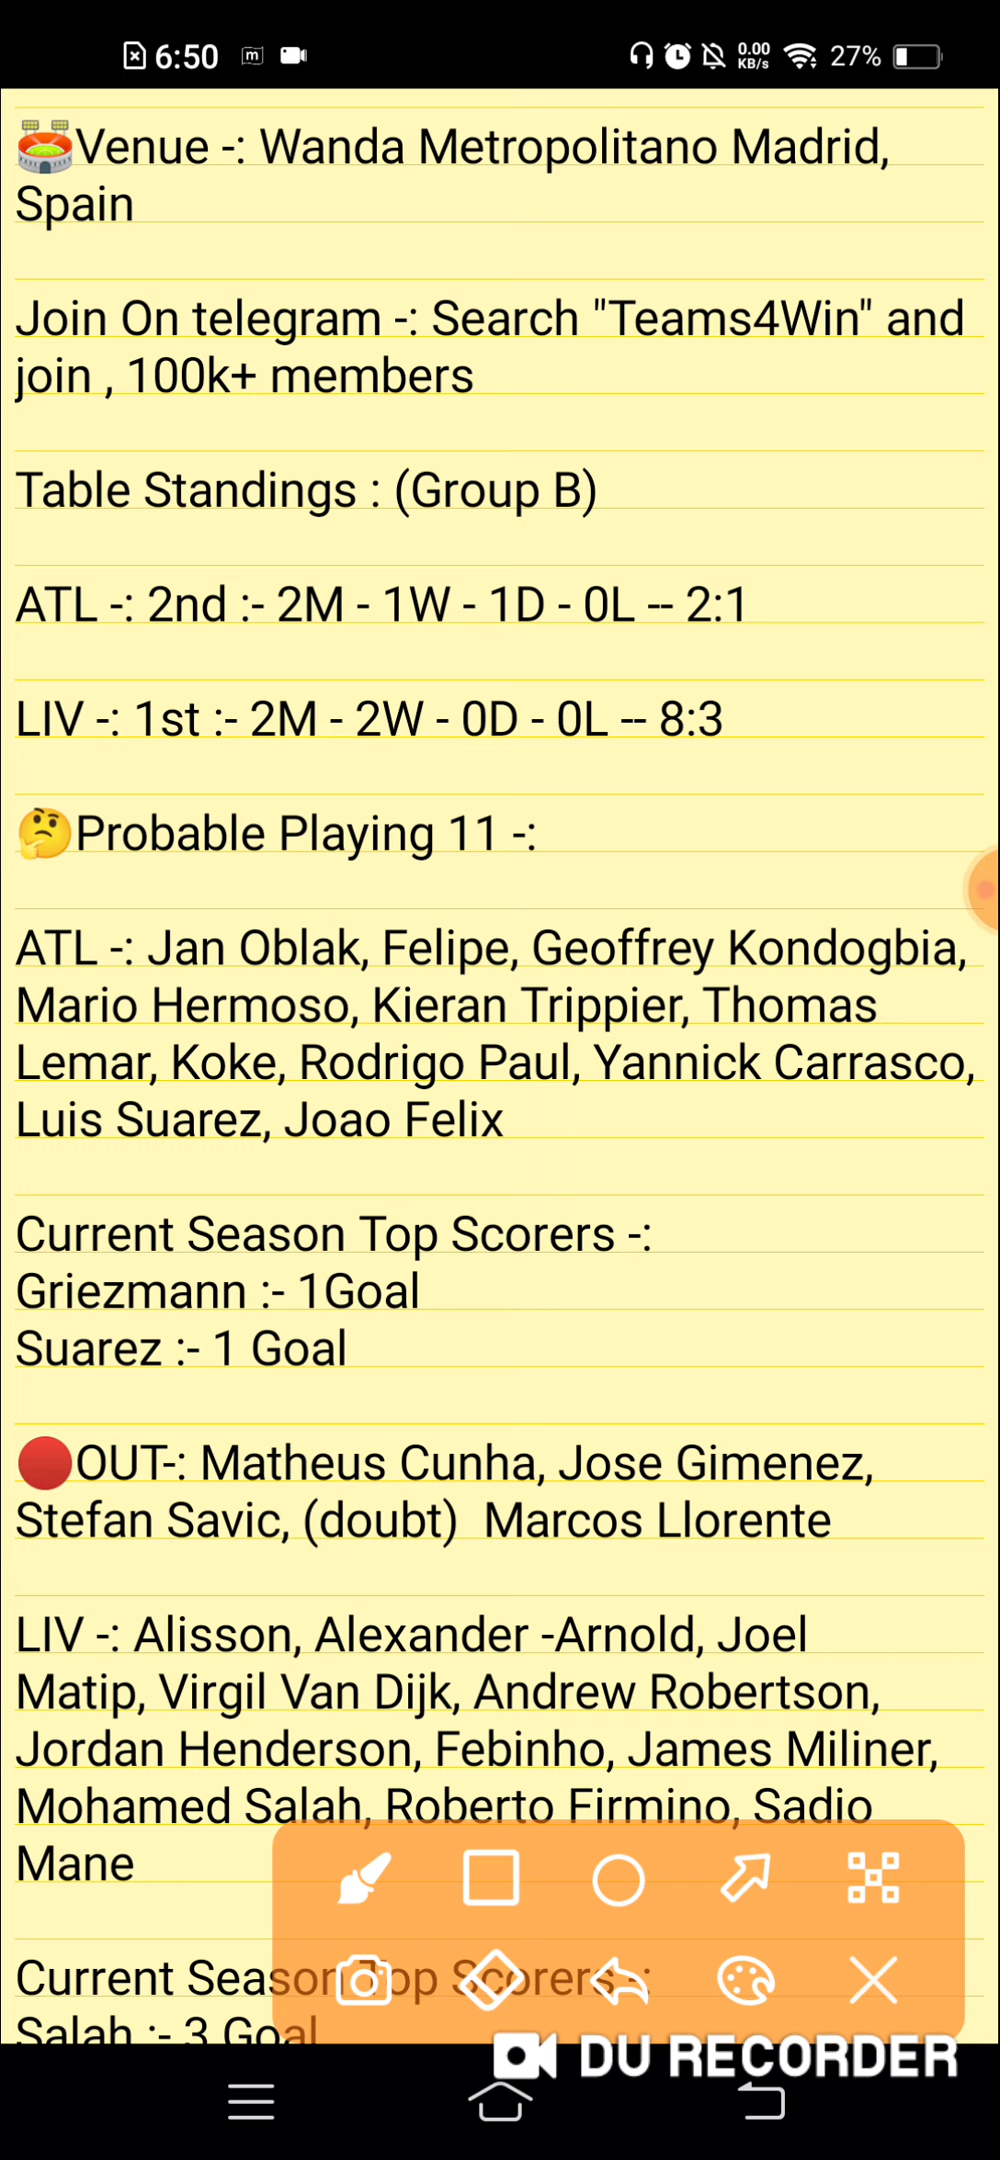 6:50 m 0.00 KB/s 27%
Venue -: Wanda Metropolitano Madrid,
Spain
Join On telegram -: Search "Teams4Win" and
join , 100k+ members
Table Standings : (Group B)
ATL -: 2nd :- 2M - 1W - 1D - 0L -- 2:1
LIV -: 1st :- 2M - 2W - 0D - 0L -- 8:3
🤔Probable Playing 11 -:
ATL -: Jan Oblak, Felipe, Geoffrey Kondogbia,
Mario Hermoso, Kieran Trippier, Thomas
Lemar, Koke, Rodrigo Paul, Yannick Carrasco,
Luis Suarez, Joao Felix
Current Season Top Scorers -:
Griezmann :- 1Goal
Suarez :- 1 Goal
🔴OUT-: Matheus Cunha, Jose Gimenez,
Stefan Savic, (doubt)  Marcos Llorente
LIV -: Alisson, Alexander -Arnold, Joel
Matip, Virgil Van Dijk, Andrew Robertson,
Jordan Henderson, Febinho, James Miliner,
Mohamed Salah, Roberto Firmino, Sadio
Mane
Current Season Top Scorers -:
Salah :- 3 Goal
DU RECORDER